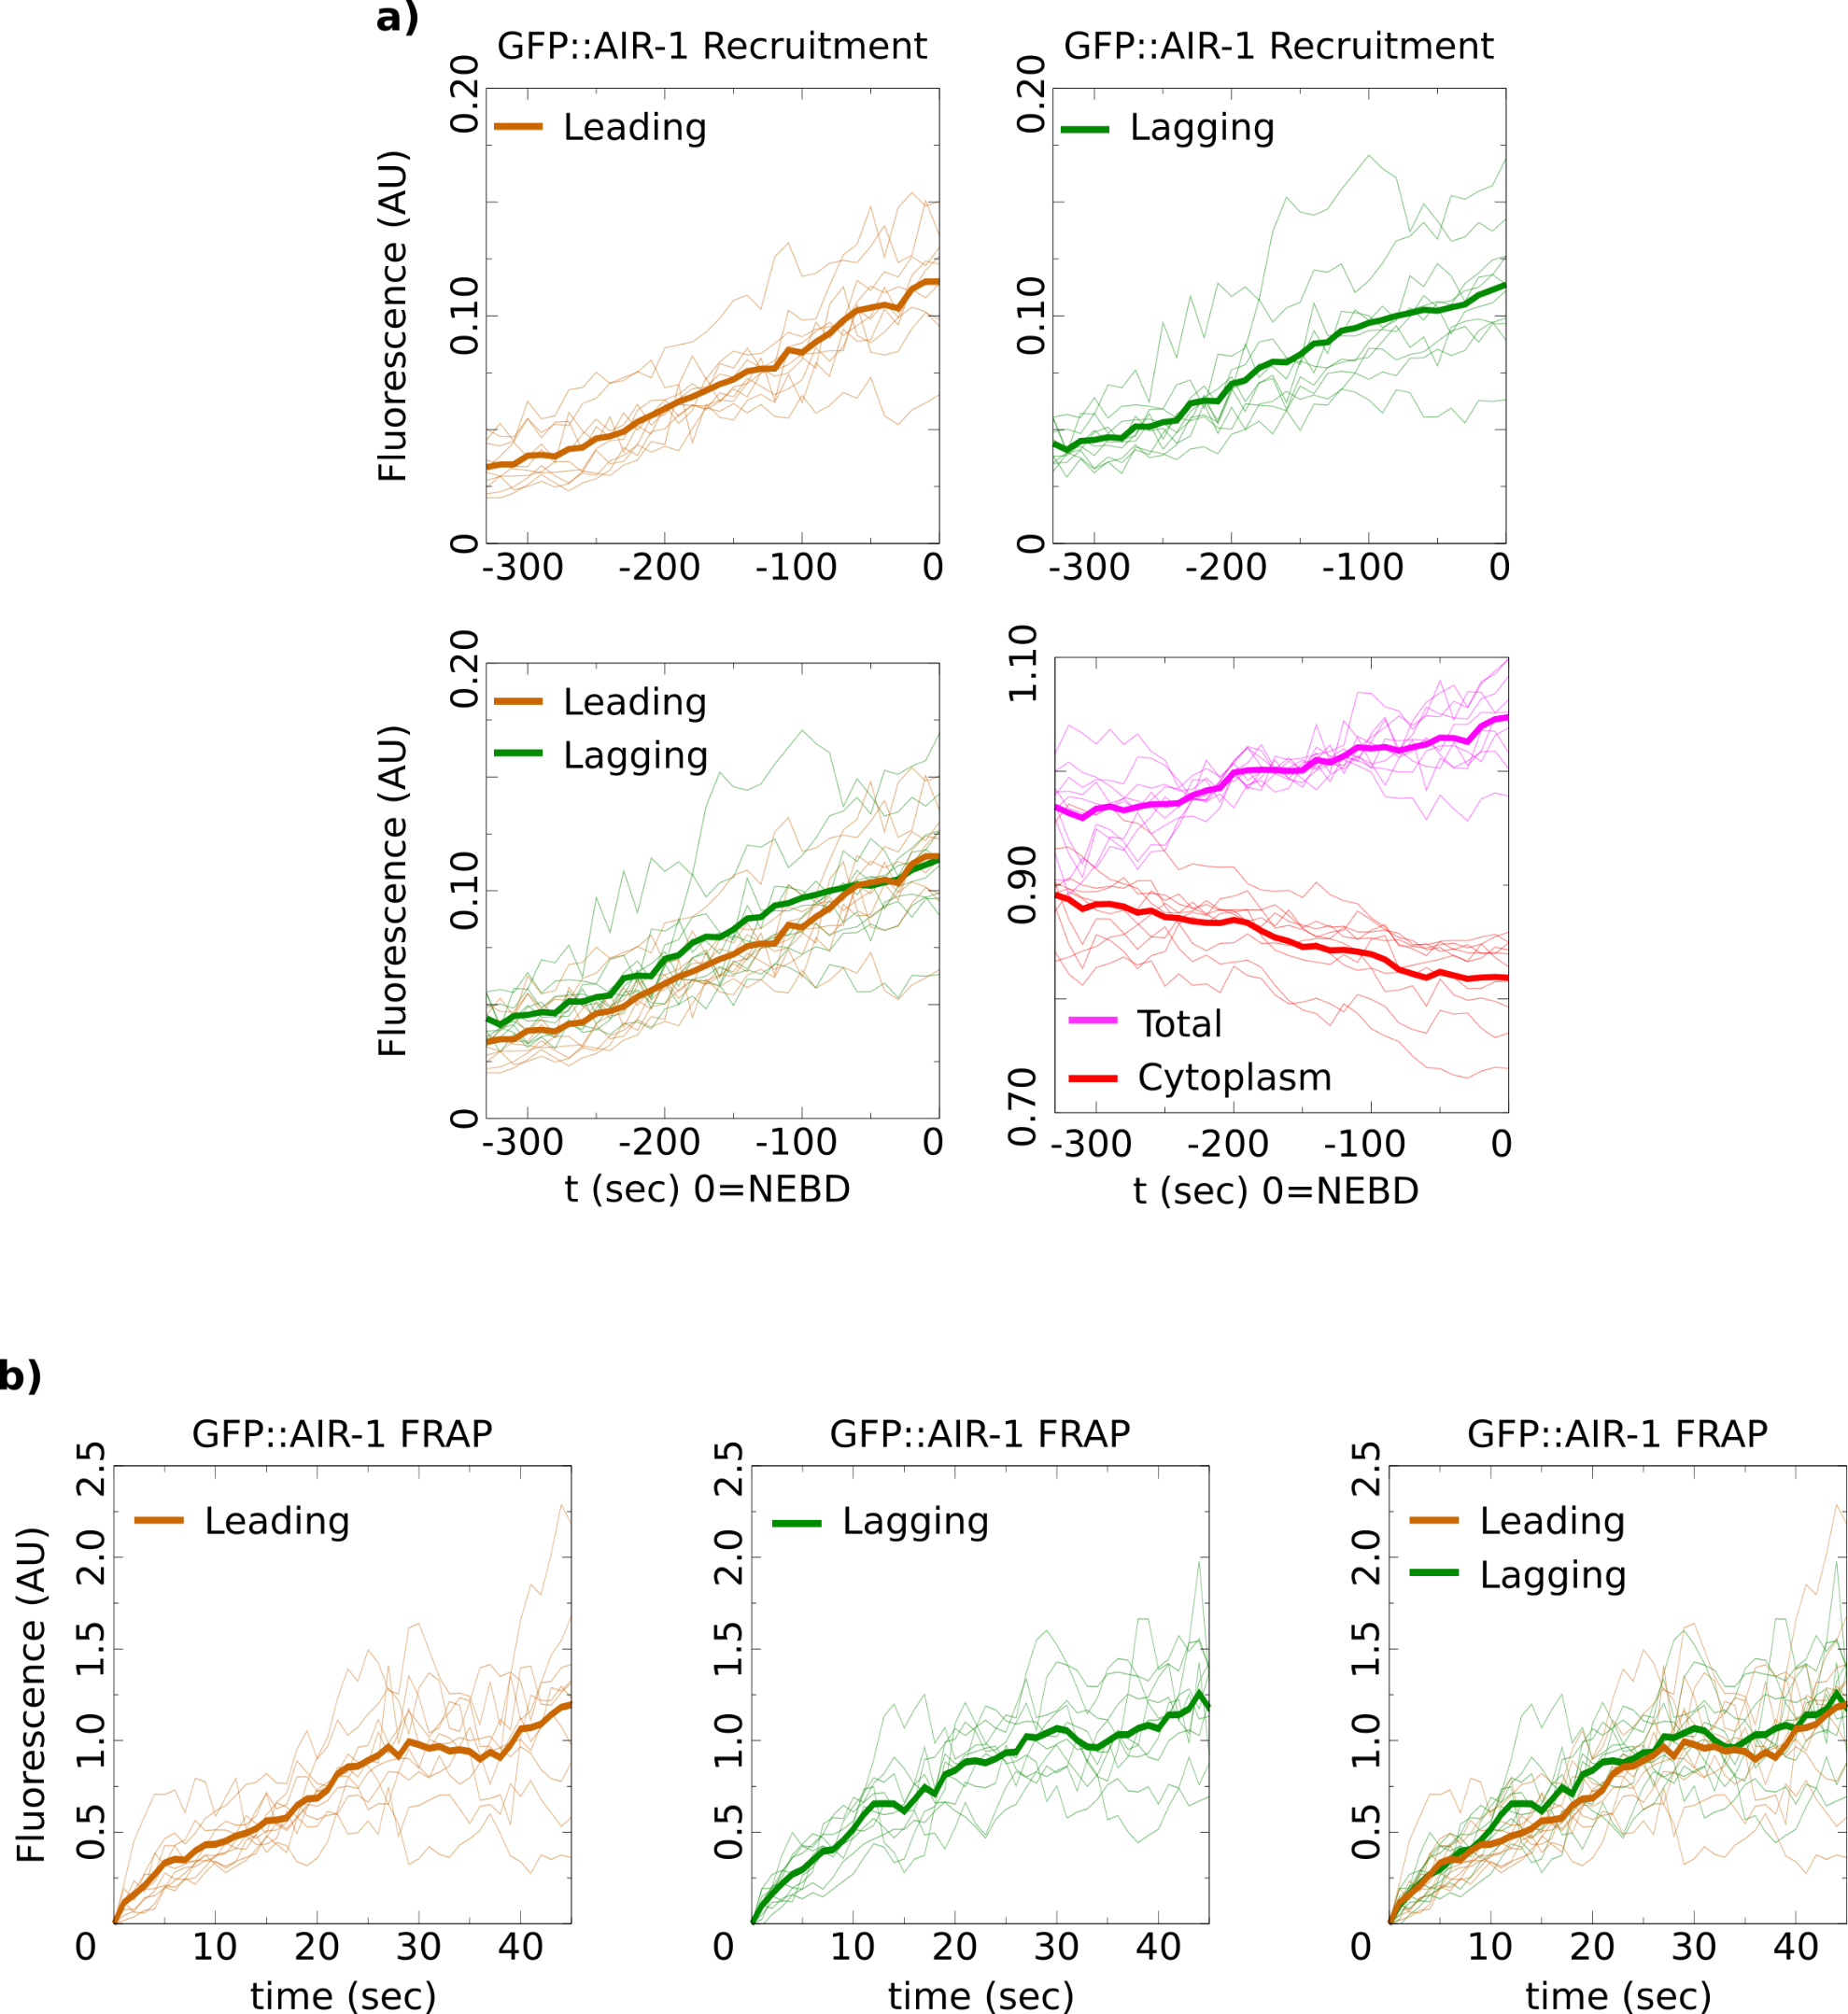 a)
GFP::AIR-1 Recruitment
GFP::AIR-1 Recruitment
Fluorescence (AU)
0.20
0.10
0
Leading
-300 -200 -100 0
0.20
0.10
0
Lagging
-300 -200 -100 0
Fluorescence (AU)
0.20
0.10
0
Leading
Lagging
-300 -200 -100 0
t (sec) 0=NEBD
1.10
0.90
0.70
Total
Cytoplasm
-300 -200 -100 0
t (sec) 0=NEBD
b)
GFP::AIR-1 FRAP
Fluorescence (AU)
2.5
2.0
1.5
1.0
0.5
Leading
0 10 20 30 40
time (sec)
GFP::AIR-1 FRAP
2.5
2.0
1.5
1.0
0.5
Lagging
0 10 20 30 40
time (sec)
GFP::AIR-1 FRAP
2.5
2.0
1.5
1.0
0.5
Leading
Lagging
0 10 20 30 40
time (sec)